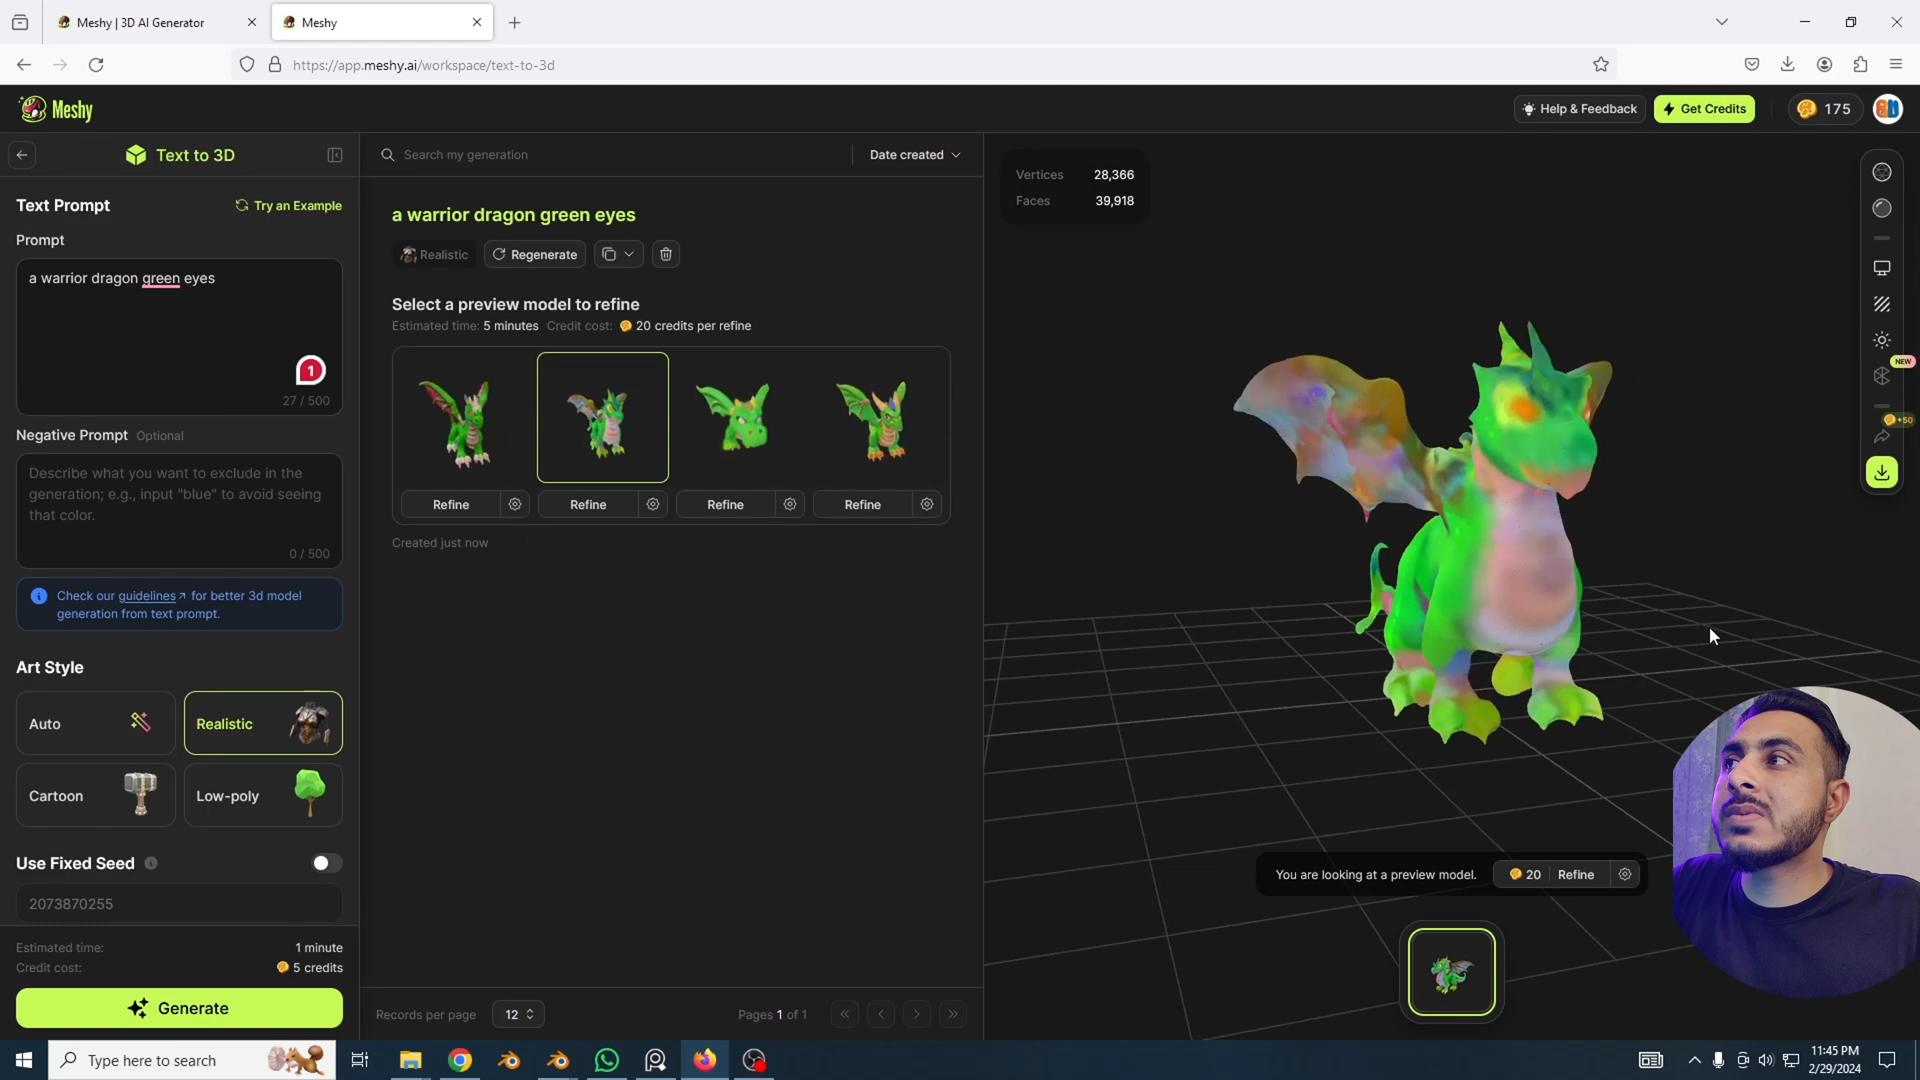 Meshy | 3D AI Generator
Meshy
https://app.meshy.ai/workspace/text-to-3d
Meshy
Help & Feedback
Get Credits
175
Text to 3D
Search my generation
Date created
Vertices 28,366
Faces 39,918
Text Prompt
Try an Example
Prompt
a warrior dragon green eyes
1
27 / 500
Negative Prompt Optional
Describe what you want to exclude in the
generation; e.g., input "blue" to avoid seeing
that color.
0 / 500
Check our guidelines for better 3d model
generation from text prompt.
Art Style
Auto
Realistic
Cartoon
Low-poly
Use Fixed Seed
2073870255
Estimated time: 1 minute
Credit cost: 5 credits
Generate
a warrior dragon green eyes
Realistic
Regenerate
Select a preview model to refine
Estimated time: 5 minutes Credit cost: 20 credits per refine
Refine
Refine
Refine
Refine
Created just now
Records per page 12
Pages 1 of 1
NEW
+50
You are looking at a preview model.
20 Refine
Type here to search
11:45 PM
2/29/2024